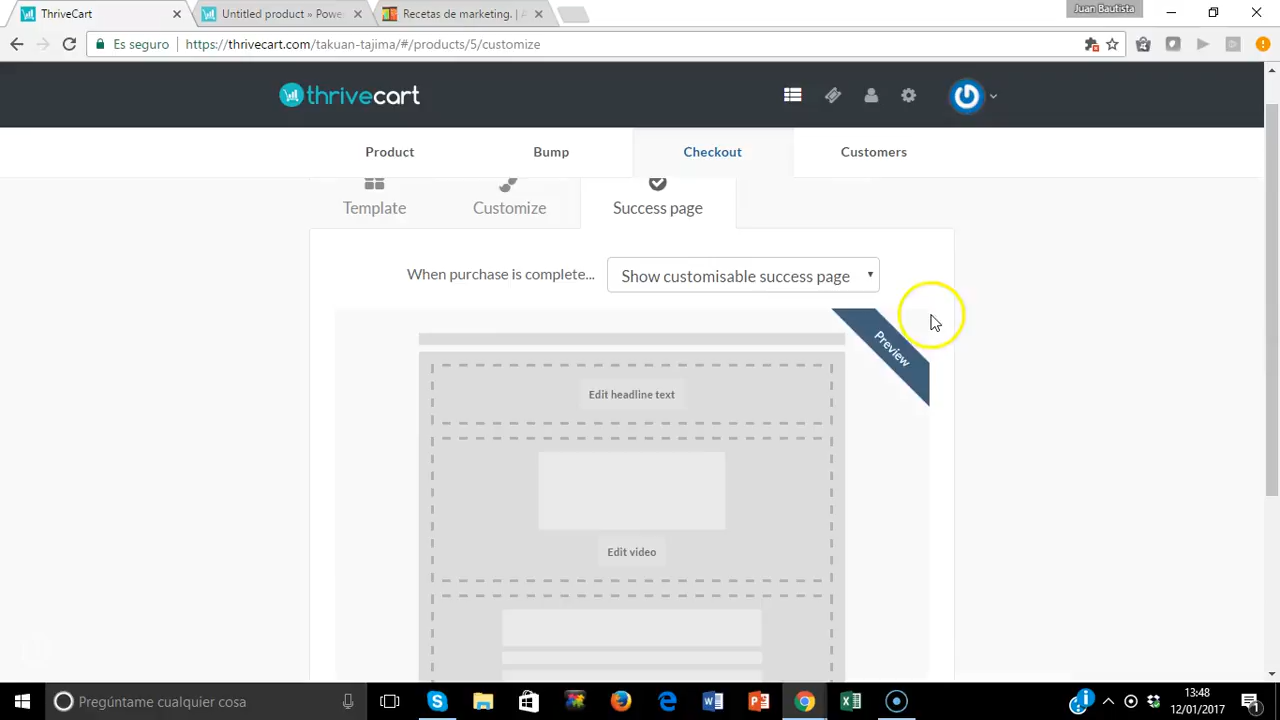 ThriveCart
Untitled product » Powe
Recetas de marketing. | A
Juan Bautista
Es seguro
https://thrivecart.com/takuan-tajima/#/products/5/customize
thrivecart
Product
Bump
Checkout
Customers
Template
Customize
Success page
When purchase is complete...
Show customisable success page
Preview
Edit headline text
Edit video
Pregúntame cualquier cosa
13:48
12/01/2017